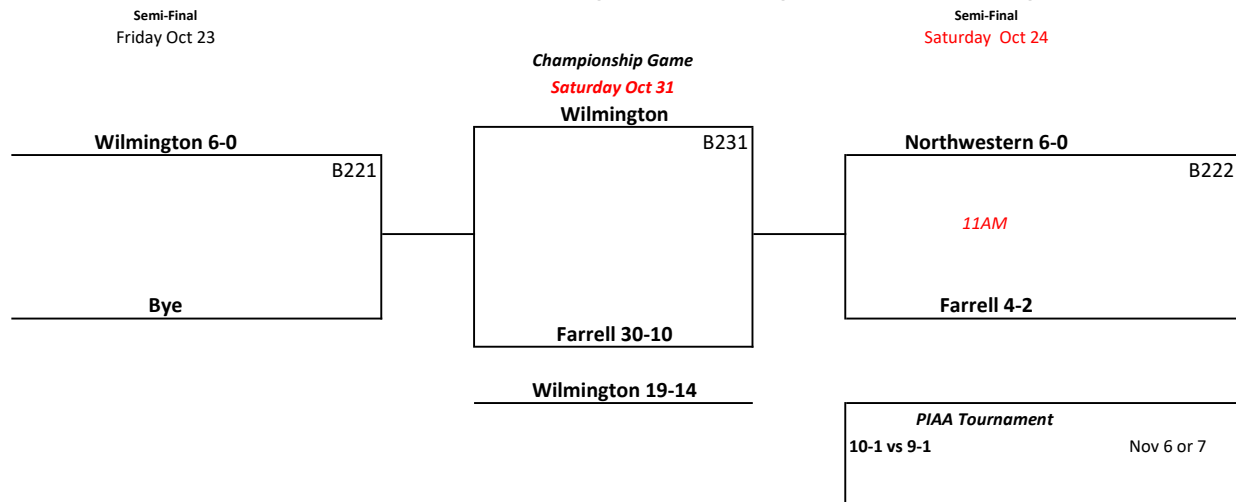 Semi-Final
Friday Oct 23
Semi-Final
Saturday Oct 24
Championship Game
Saturday Oct 31
Wilmington
Wilmington 6-0
B221
B231
Northwestern 6-0
B222
11AM
Bye
Farrell 30-10
Farrell 4-2
Wilmington 19-14
PIAA Tournament
10-1 vs 9-1
Nov 6 or 7